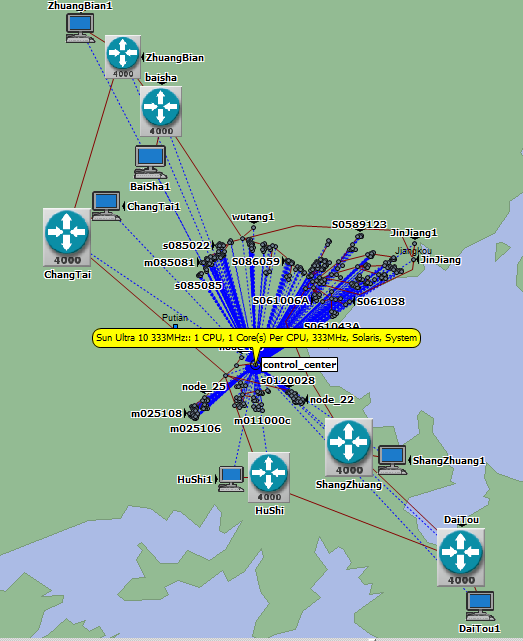 ZhuangBian1
ZhuangBian
4000
baisha
4000
BaiSha1
ChangTai1
4000
ChangTai
wutang1
s085022
S0589123
JinJiang1
Jiangkou
JinJiang
m085081
S086059
s085085
S061006A
S061038
Putian
S061043A
Sun Ultra 10 333MHz:: 1 CPU, 1 Core(s) Per CPU, 333MHz, Solaris, System
control_center
node_25
s0120028
node_22
m025108
m011000c
m025106
4000
ShangZhuang1
ShangZhuang
HuShi1
4000
HuShi
DaiTou
4000
DaiTou1